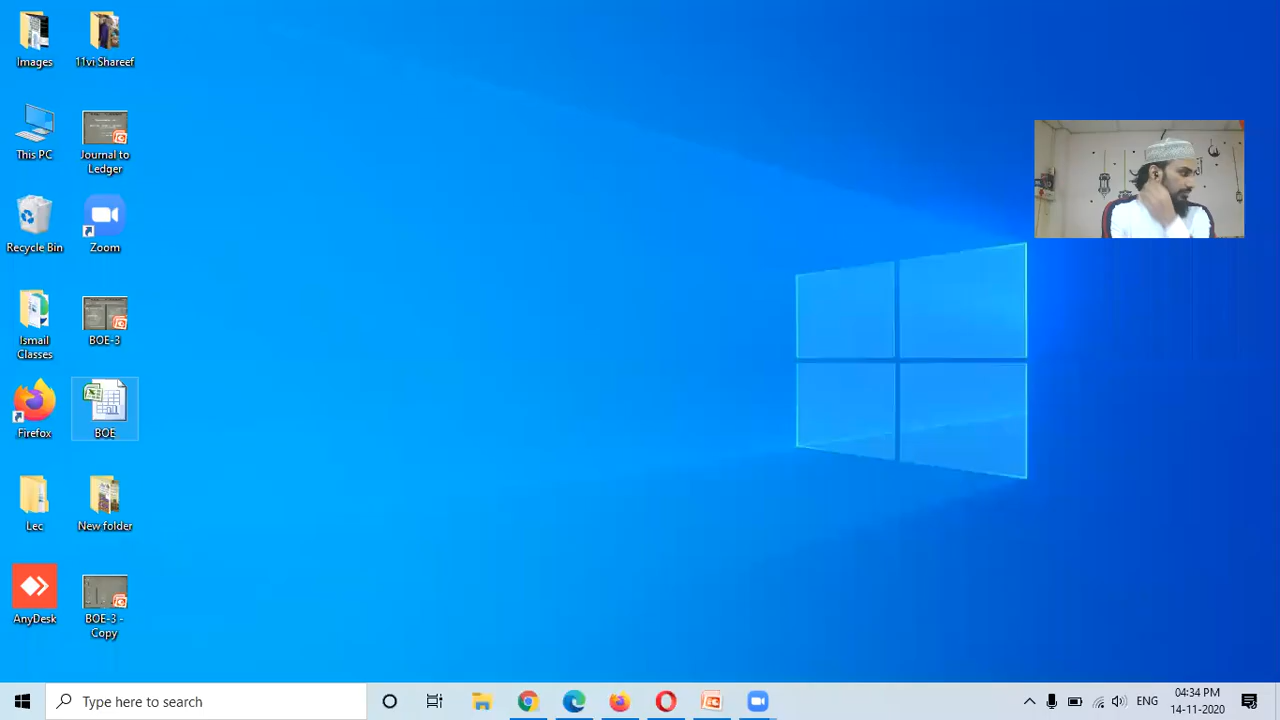 Images
11vi Shareef
This PC
Journal to
Ledger
Recycle Bin
Zoom
Ismail
Classes
BOE-3
Firefox
BOE
Lec
New folder
AnyDesk
BOE-3 -
Copy
Type here to search
ENG
04:34 PM
14-11-2020